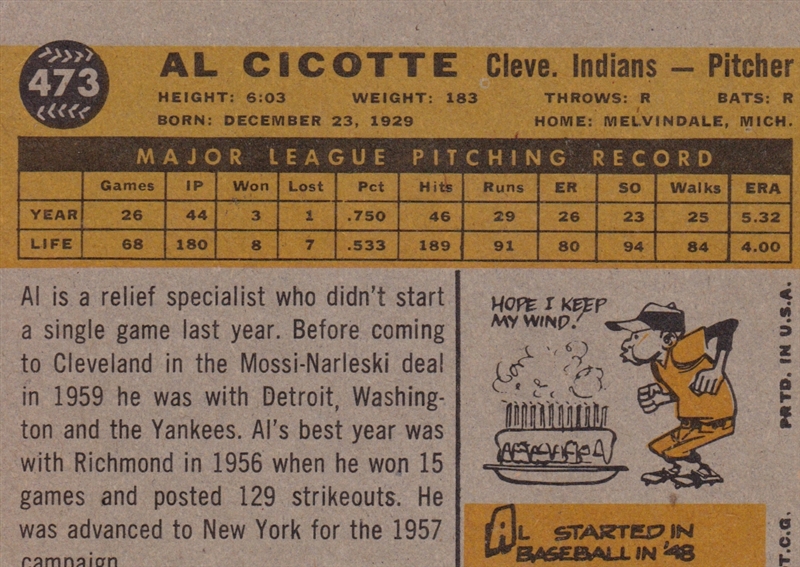 473
AL CICOTTE Cleve. Indians — Pitcher
HEIGHT: 6:03 WEIGHT: 183 THROWS: R BATS: R
BORN: DECEMBER 23, 1929 HOME: MELVINDALE, MICH.
MAJOR LEAGUE PITCHING RECORD
Games IP Won Lost Pct Hits Runs ER SO Walks ERA
YEAR 26 44 3 1 .750 46 29 26 23 25 5.32
LIFE 68 180 8 7 .533 189 91 80 94 84 4.00
Al is a relief specialist who didn't start
a single game last year. Before coming
to Cleveland in the Mossi-Narleski deal
in 1959 he was with Detroit, Washing-
ton and the Yankees. Al's best year was
with Richmond in 1956 when he won 15
games and posted 129 strikeouts. He
was advanced to New York for the 1957
campaign.
HOPE I KEEP
MY WIND!
AL STARTED IN
BASEBALL IN '48
T.C.G. PRTD. IN U.S.A.